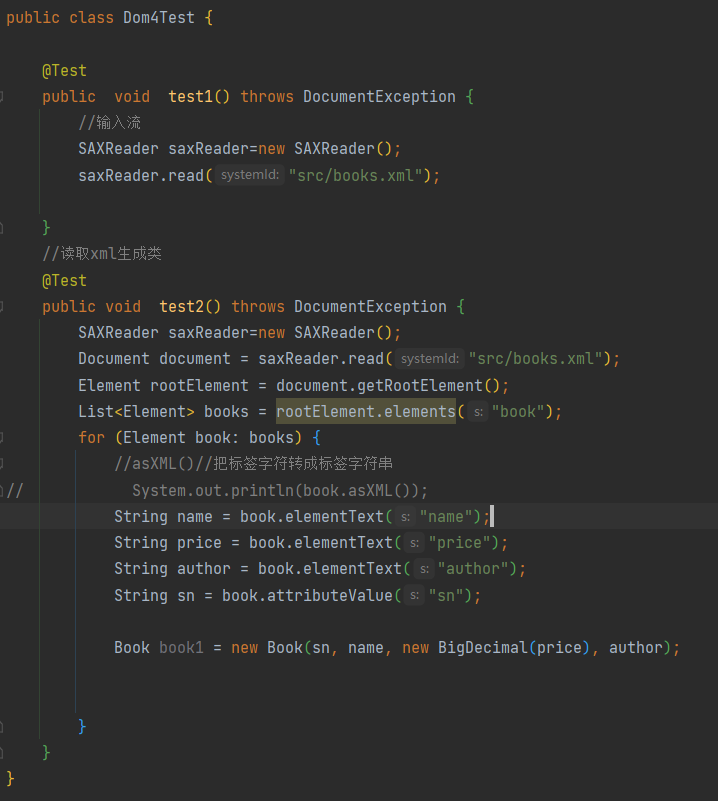 public class Dom4Test {
@Test
public  void  test1() throws DocumentException {
//输入流
SAXReader saxReader=new SAXReader();
saxReader.read( systemId: "src/books.xml");
}
//读取xml生成类
@Test
public void  test2() throws DocumentException {
SAXReader saxReader=new SAXReader();
Document document = saxReader.read( systemId: "src/books.xml");
Element rootElement = document.getRootElement();
List<Element> books = rootElement.elements( s: "book");
for (Element book: books) {
//asXML()//把标签字符转成标签字符串
//            System.out.println(book.asXML());
String name = book.elementText( s: "name");
String price = book.elementText( s: "price");
String author = book.elementText( s: "author");
String sn = book.attributeValue( s: "sn");
Book book1 = new Book(sn, name, new BigDecimal(price), author);
}
}
}